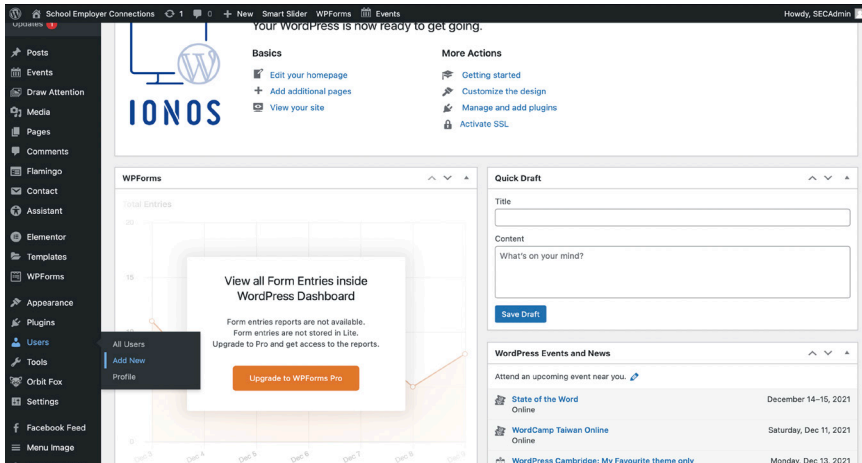 School Employer Connections 1 0 New Smart Slider WPForms Events Howdy, SECAdmin
Updates 1
Posts
Events
Draw Attention
Media
Pages
Comments
Flamingo
Contact
Assistant
Elementor
Templates
WPForms
Appearance
Plugins
Users
Tools
Orbit Fox
Settings
Facebook Feed
Menu Image
All Users
Add New
Profile
IONOS
Your WordPress is now ready to get going.
Basics
Edit your homepage
Add additional pages
View your site
More Actions
Getting started
Customize the design
Manage and add plugins
Activate SSL
WPForms
Total Entries
20
15
0
View all Form Entries inside
WordPress Dashboard
Form entries reports are not available.
Form entries are not stored in Lite.
Upgrade to Pro and get access to the reports.
Upgrade to WPForms Pro
Dec 3
Dec 4
Dec 5
Dec 6
Dec 7
Dec 8
Dec 9
Quick Draft
Title
Content
What's on your mind?
Save Draft
WordPress Events and News
Attend an upcoming event near you.
State of the Word December 14–15, 2021
Online
WordCamp Taiwan Online Saturday, Dec 11, 2021
Online
WordPress Cambridge: My Favourite theme only Monday, Dec 13, 2021